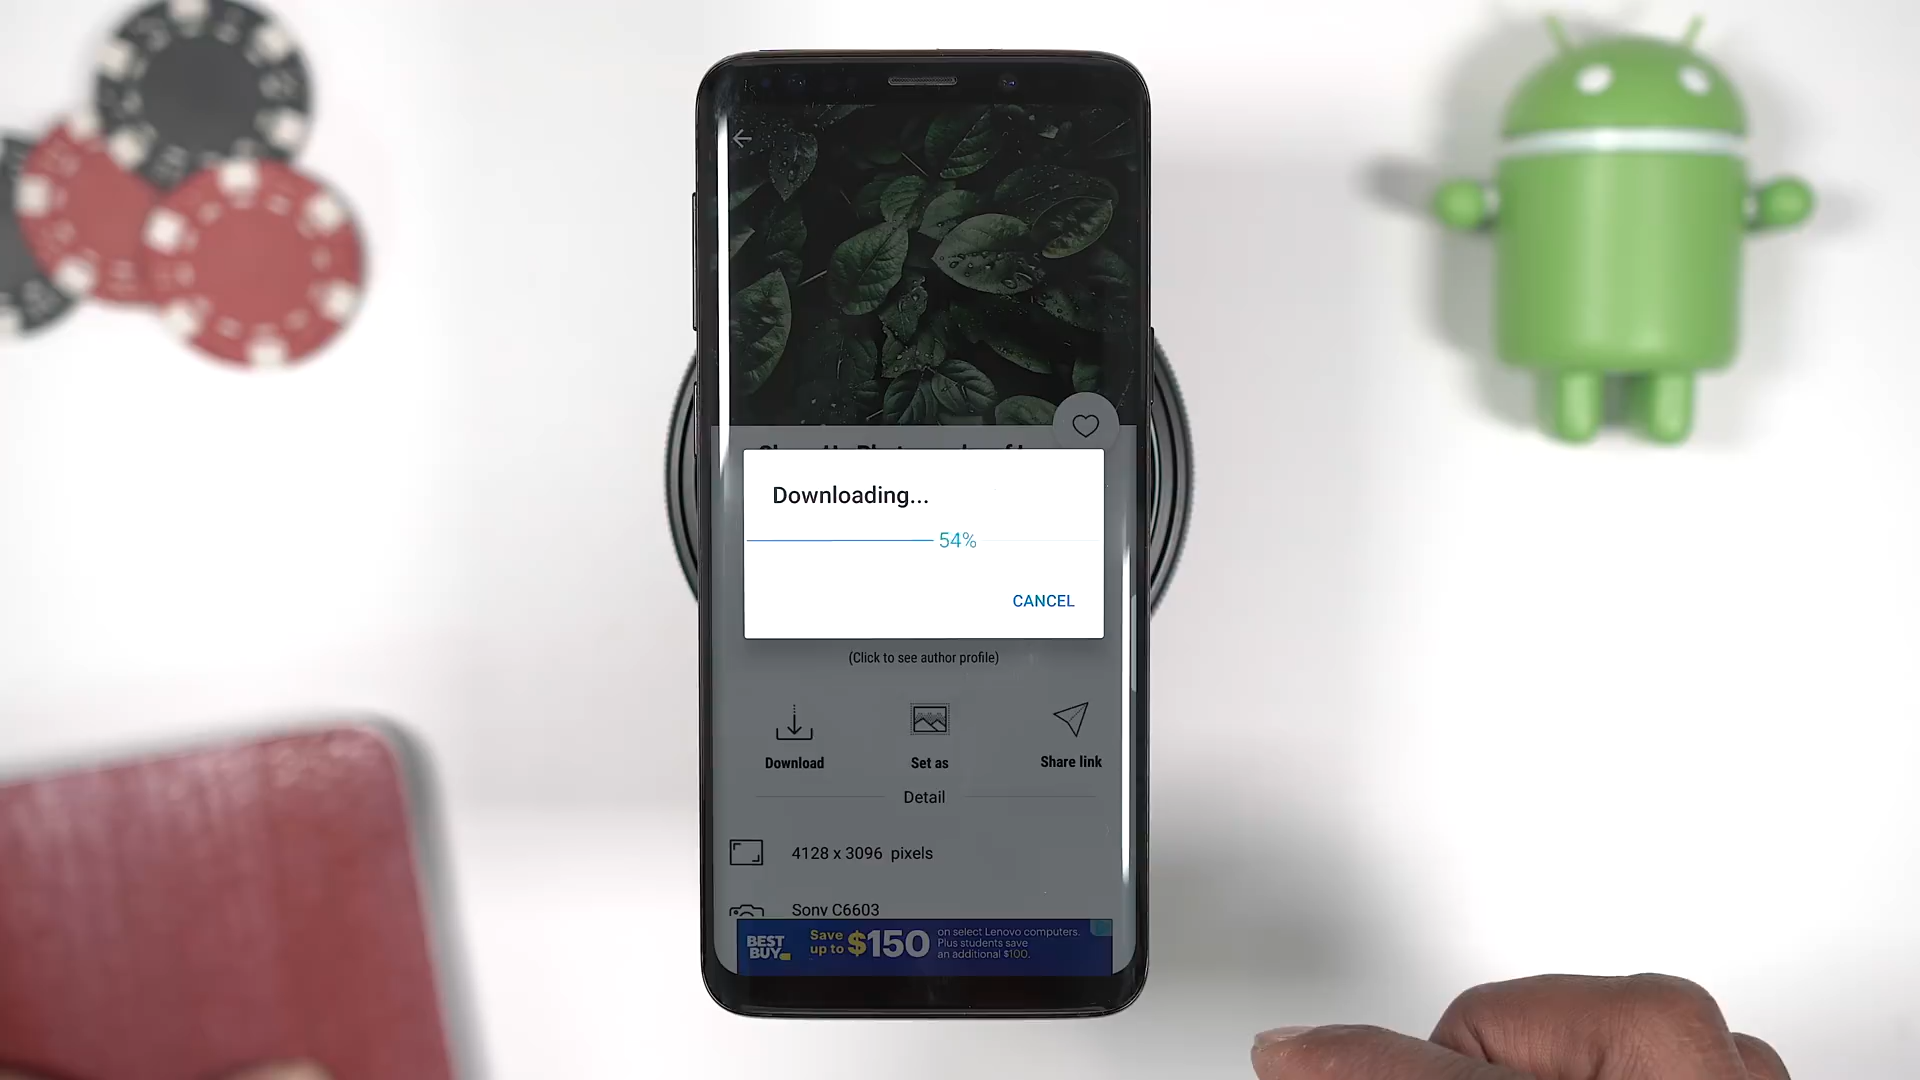 Downloading...
54%
CANCEL
(Click to see author profile)
Download
Set as
Share link
Detail
4128 x 3096 pixels
Sony C6603
BEST BUY
Save up to $150
on select Lenovo computers.
Plus students save
an additional $100.